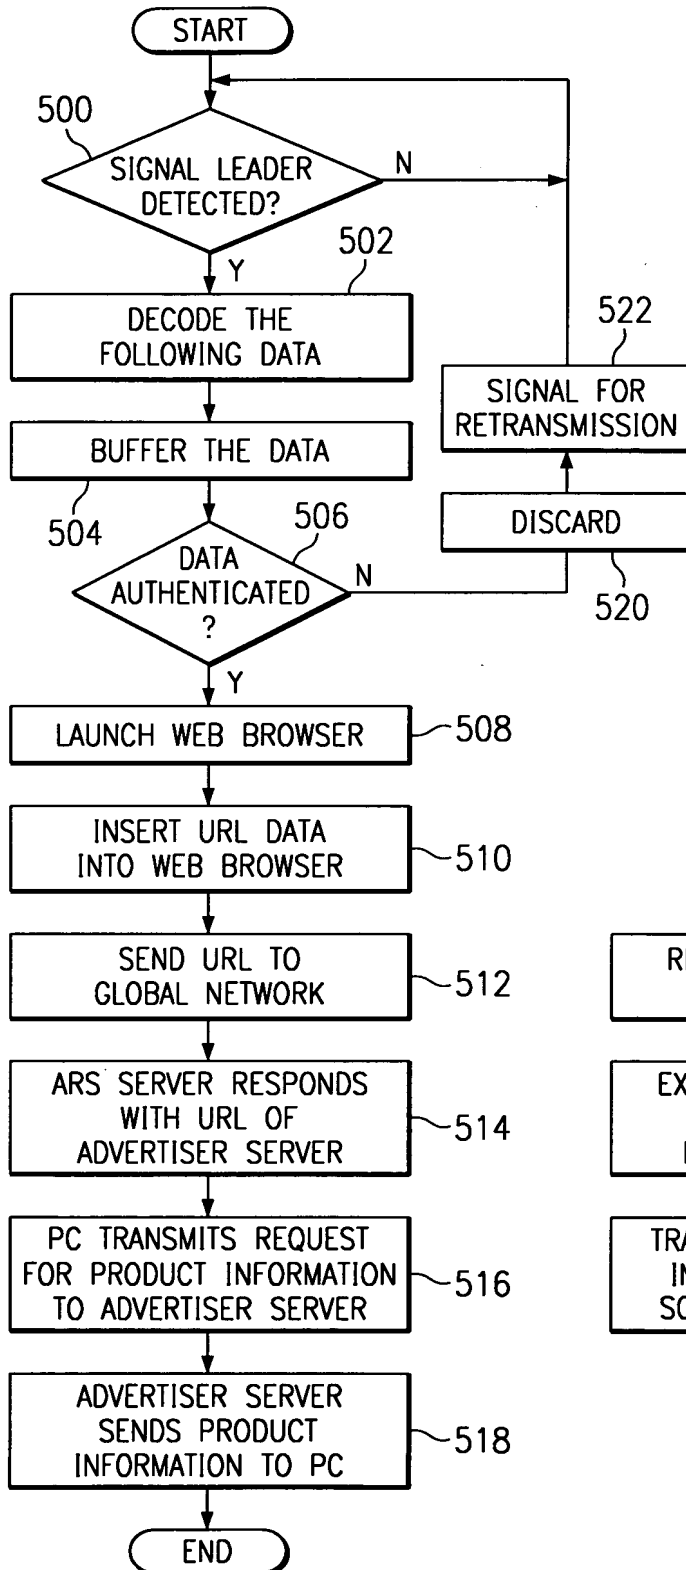 START
500
SIGNAL LEADER
DETECTED?
N
Y
502
DECODE THE
FOLLOWING DATA
522
SIGNAL FOR
RETRANSMISSION
BUFFER THE DATA
504
DISCARD
520
506
DATA
AUTHENTICATED
?
N
Y
LAUNCH WEB BROWSER
508
INSERT URL DATA
INTO WEB BROWSER
510
SEND URL TO
GLOBAL NETWORK
512
ARS SERVER RESPONDS
WITH URL OF
ADVERTISER SERVER
514
PC TRANSMITS REQUEST
FOR PRODUCT INFORMATION
TO ADVERTISER SERVER
516
ADVERTISER SERVER
SENDS PRODUCT
INFORMATION TO PC
518
END